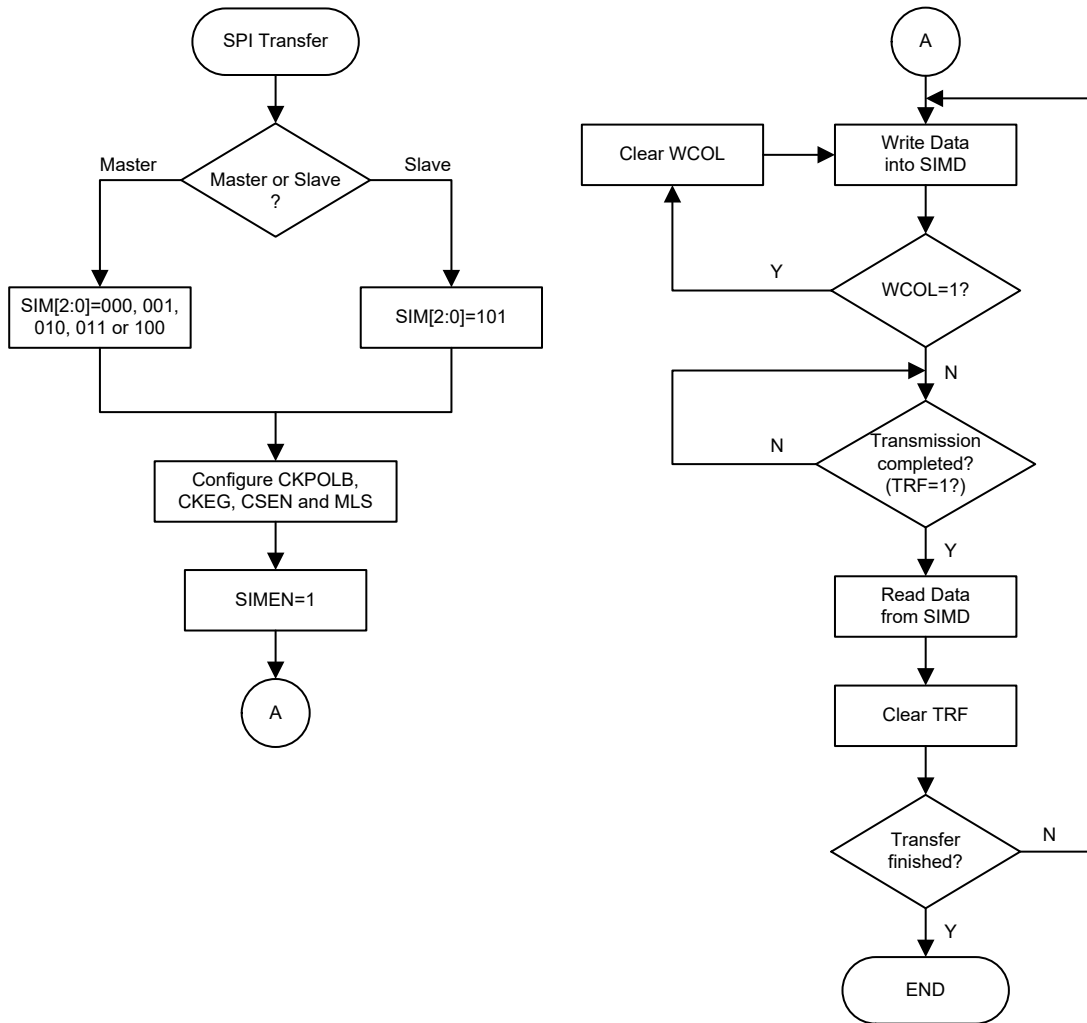 SPI Transfer
Master
Master or Slave
?
Slave
SIM[2:0]=000, 001,
010, 011 or 100
SIM[2:0]=101
Configure CKPOLB,
CKEG, CSEN and MLS
SIMEN=1
A
A
Clear WCOL
Write Data
into SIMD
Y
WCOL=1?
N
N
Transmission
completed?
(TRF=1?)
Y
Read Data
from SIMD
Clear TRF
Transfer
finished?
N
Y
END